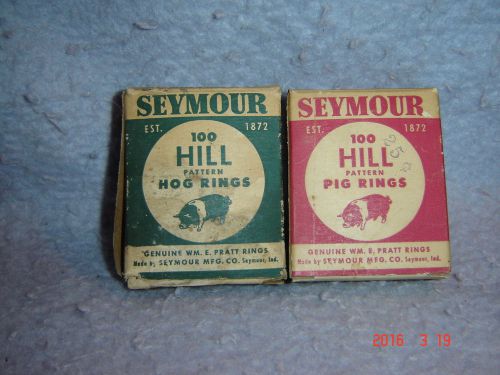 SEYMOUR
EST. 1872
100
HILL
PATTERN
HOG RINGS
GENUINE WM. E. PRATT RINGS
Made by SEYMOUR MFG. CO. Seymour, Ind.
SEYMOUR
EST. 1872
100
HILL
PATTERN
PIG RINGS
GENUINE WM. E. PRATT RINGS
Made by SEYMOUR MFG. CO. Seymour, Ind.
2016 3 19